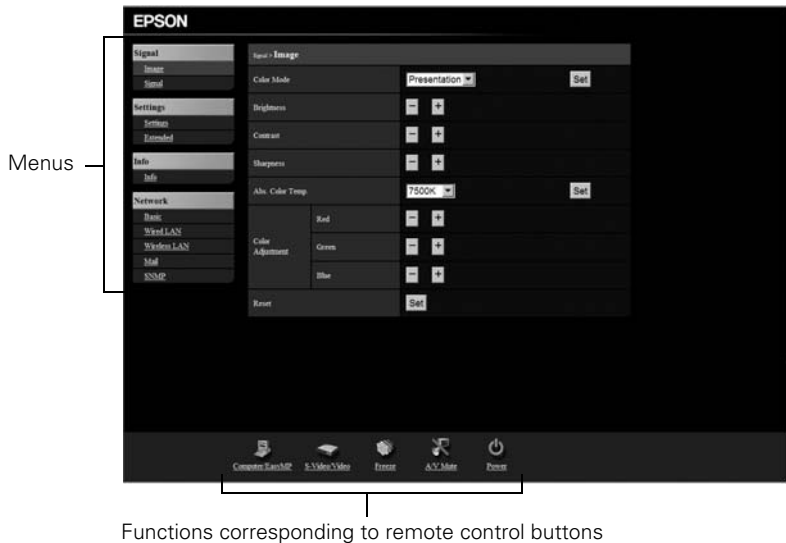 EPSON
Signal
Image
Signal
Settings
Settings
Extended
Info
Info
Network
Basic
Wired LAN
Wireless LAN
Mail
SNMP
Menus
Signal > Image
Color Mode Presentation Set
Brightness - +
Contrast - +
Sharpness - +
Abs. Color Temp. 7500K Set
Color Adjustment
Red - +
Green - +
Blue - +
Reset Set
Computer/EasyMP S-Video/Video Freeze A/V Mute Power
Functions corresponding to remote control buttons